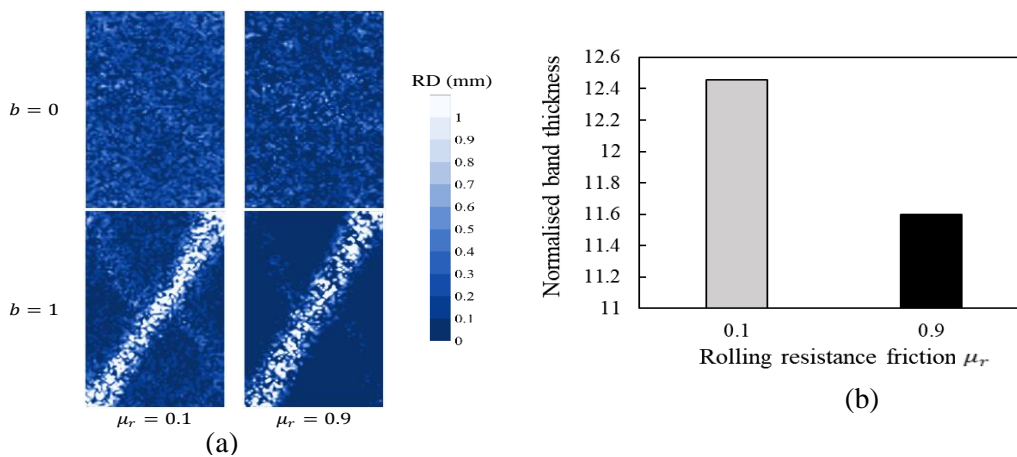 RD (mm)
1
0.9
0.8
0.7
0.6
0.5
0.4
0.3
0.2
0.1
0
b = 0
b = 1
μr = 0.1
μr = 0.9
(a)
Normalised band thickness
12.6
12.4
12.2
12
11.8
11.6
11.4
11.2
11
0.1
0.9
Rolling resistance friction μr
(b)